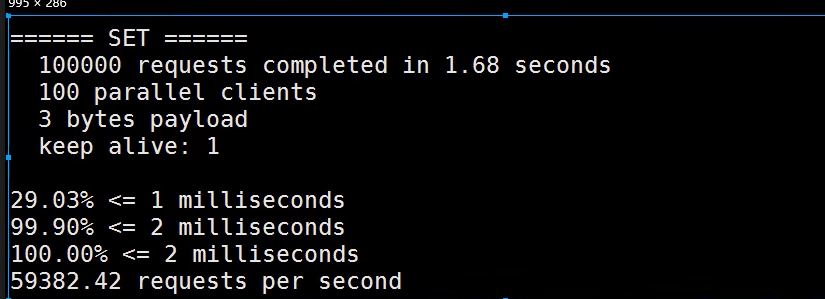 995 × 286
====== SET ======
100000 requests completed in 1.68 seconds
100 parallel clients
3 bytes payload
keep alive: 1
29.03% <= 1 milliseconds
99.90% <= 2 milliseconds
100.00% <= 2 milliseconds
59382.42 requests per second